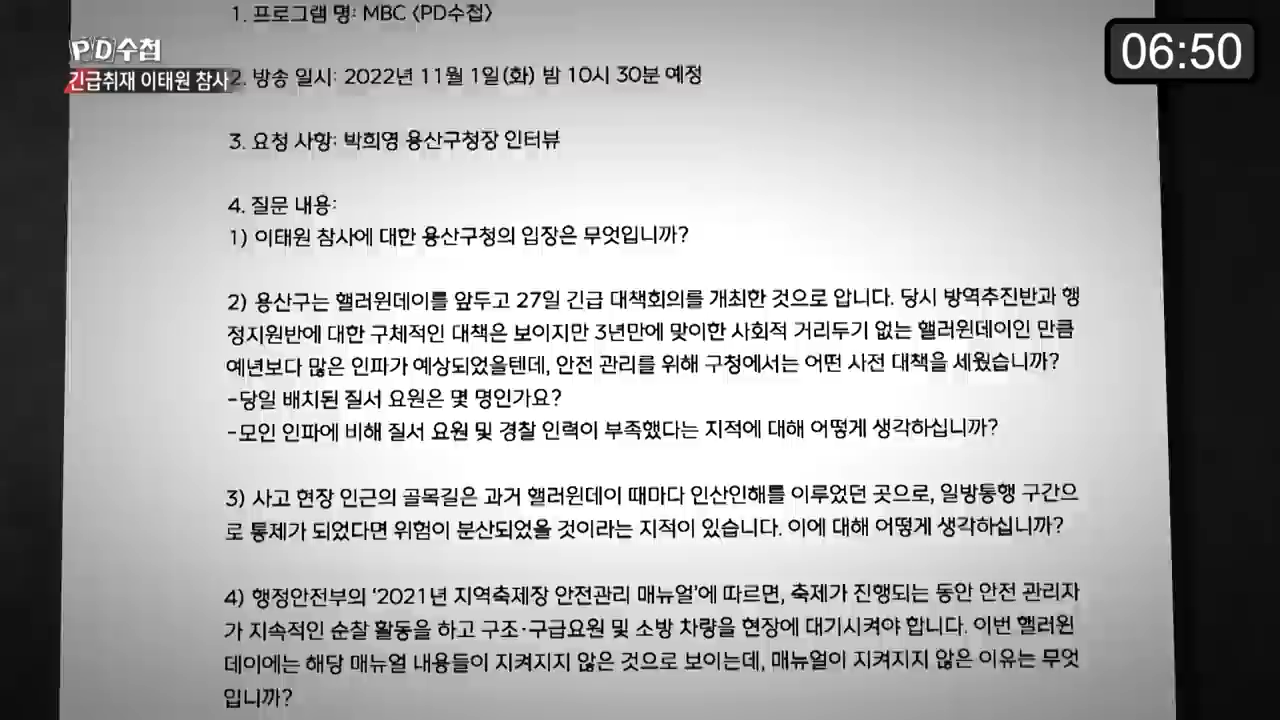 1. 프로그램 명: MBC <PD수첩>
PD수첩
긴급취재 이태원 참사
06:50
2. 방송 일시: 2022년 11월 1일(화) 밤 10시 30분 예정
3. 요청 사항: 박희영 용산구청장 인터뷰
4. 질문 내용:
1) 이태원 참사에 대한 용산구청의 입장은 무엇입니까?
2) 용산구는 핼러윈데이를 앞두고 27일 긴급 대책회의를 개최한 것으로 압니다. 당시 방역추진반과 행
정지원반에 대한 구체적인 대책은 보이지만 3년만에 맞이한 사회적 거리두기 없는 핼러윈데이인 만큼
예년보다 많은 인파가 예상되었을텐데, 안전 관리를 위해 구청에서는 어떤 사전 대책을 세웠습니까?
-당일 배치된 질서 요원은 몇 명인가요?
-모인 인파에 비해 질서 요원 및 경찰 인력이 부족했다는 지적에 대해 어떻게 생각하십니까?
3) 사고 현장 인근의 골목길은 과거 핼러윈데이 때마다 인산인해를 이루었던 곳으로, 일방통행 구간으
로 통제가 되었다면 위험이 분산되었을 것이라는 지적이 있습니다. 이에 대해 어떻게 생각하십니까?
4) 행정안전부의 '2021년 지역축제장 안전관리 매뉴얼'에 따르면, 축제가 진행되는 동안 안전 관리자
가 지속적인 순찰 활동을 하고 구조·구급요원 및 소방 차량을 현장에 대기시켜야 합니다. 이번 핼러윈
데이에는 해당 매뉴얼 내용들이 지켜지지 않은 것으로 보이는데, 매뉴얼이 지켜지지 않은 이유는 무엇
입니까?